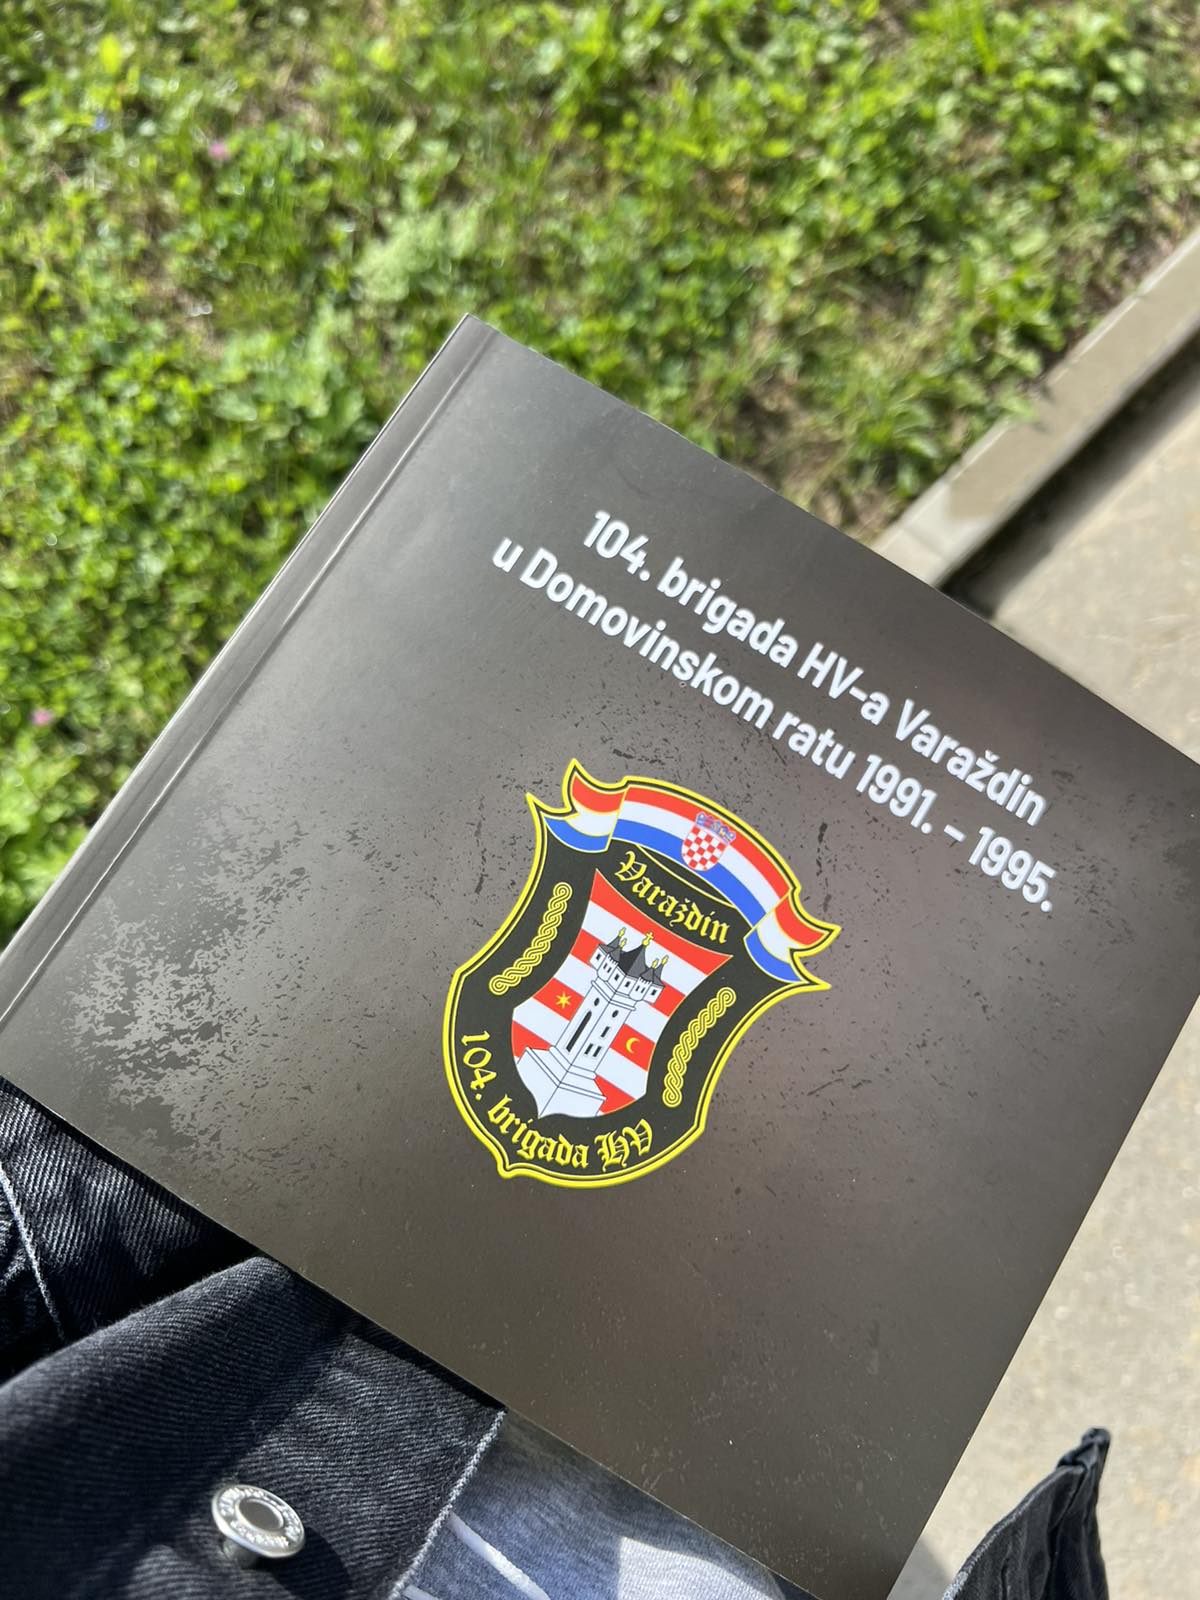 104. brigada HV-a Varaždin
u Domovinskom ratu 1991. – 1995.
Varaždin
104. brigada HV